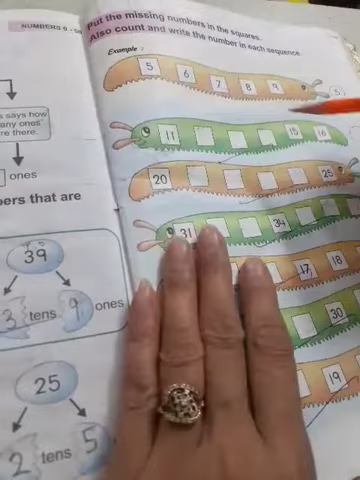 NUMBERS 0 - 50
says how
any ones'
re there.
ones
bers that are
39
3 tens 9 ones
25
2 tens 5
Put the missing numbers in the squares.
Also count and write the number in each sequence.
Example :
5 6 7 8 9 5
11 15 16
20 25
31 34
17 18
30
19